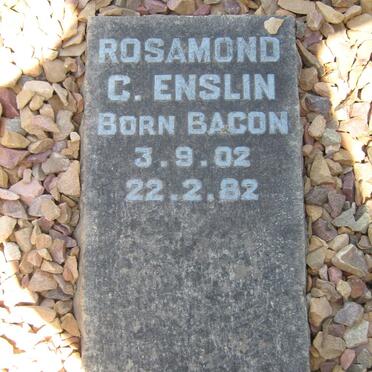 ROSAMOND
C. ENSLIN
BORN BACON
3.9.02
22.2.82